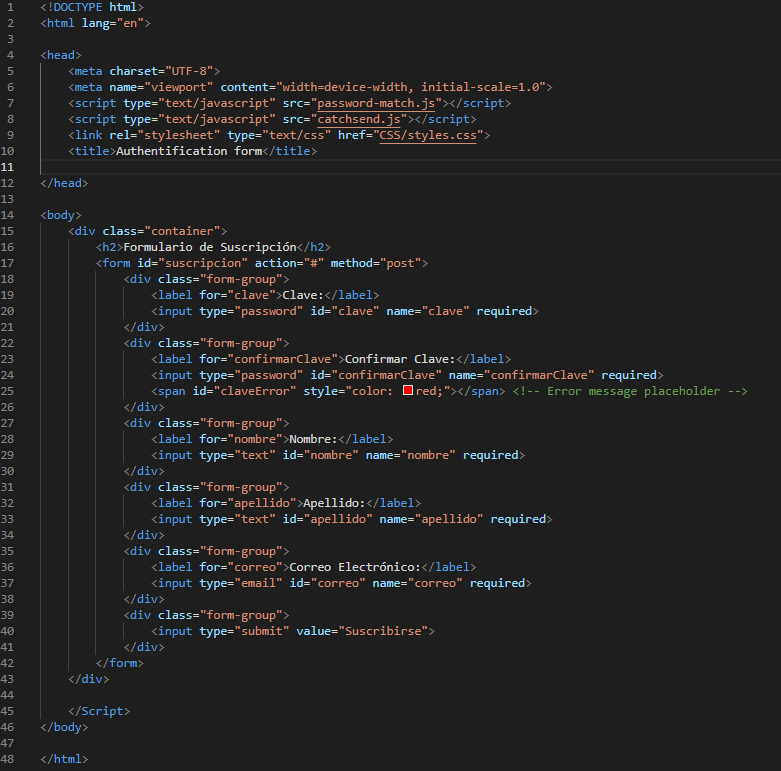 1 <!DOCTYPE html>
2 <html lang="en">
3
4 <head>
5     <meta charset="UTF-8">
6     <meta name="viewport" content="width=device-width, initial-scale=1.0">
7     <script type="text/javascript" src="password-match.js"></script>
8     <script type="text/javascript" src="catchsend.js"></script>
9     <link rel="stylesheet" type="text/css" href="CSS/styles.css">
10     <title>Authentification form</title>
11
12 </head>
13
14 <body>
15     <div class="container">
16         <h2>Formulario de Suscripción</h2>
17         <form id="suscripcion" action="#" method="post">
18             <div class="form-group">
19                 <label for="clave">Clave:</label>
20                 <input type="password" id="clave" name="clave" required>
21             </div>
22             <div class="form-group">
23                 <label for="confirmarClave">Confirmar Clave:</label>
24                 <input type="password" id="confirmarClave" name="confirmarClave" required>
25                 <span id="claveError" style="color: red;"></span> <!-- Error message placeholder -->
26             </div>
27             <div class="form-group">
28                 <label for="nombre">Nombre:</label>
29                 <input type="text" id="nombre" name="nombre" required>
30             </div>
31             <div class="form-group">
32                 <label for="apellido">Apellido:</label>
33                 <input type="text" id="apellido" name="apellido" required>
34             </div>
35             <div class="form-group">
36                 <label for="correo">Correo Electrónico:</label>
37                 <input type="email" id="correo" name="correo" required>
38             </div>
39             <div class="form-group">
40                 <input type="submit" value="Suscribirse">
41             </div>
42         </form>
43     </div>
44
45     </Script>
46 </body>
47
48 </html>